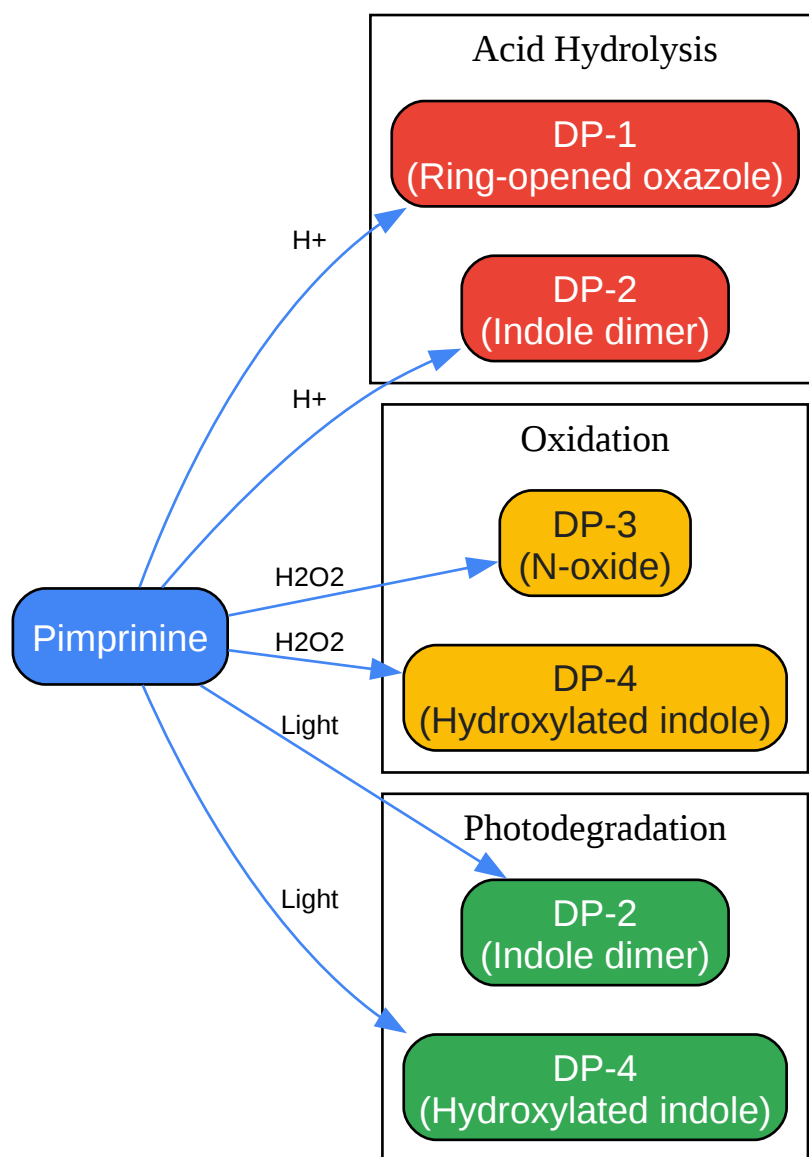 Acid Hydrolysis
DP-1
(Ring-opened oxazole)
H+
DP-2
(Indole dimer)
H+
Oxidation
DP-3
(N-oxide)
H2O2
Pimprinine
H2O2
DP-4
(Hydroxylated indole)
Light
Photodegradation
Light
DP-2
(Indole dimer)
DP-4
(Hydroxylated indole)